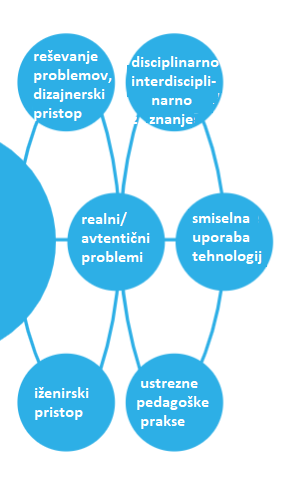 reševanje
problemov,
dizajnerski
pristop
disciplinarno
interdiscipli-
narno
znanje
realni/
avtentični
problemi
smiselna
uporaba
tehnologij
iženirski
pristop
ustrezne
pedagoške
prakse